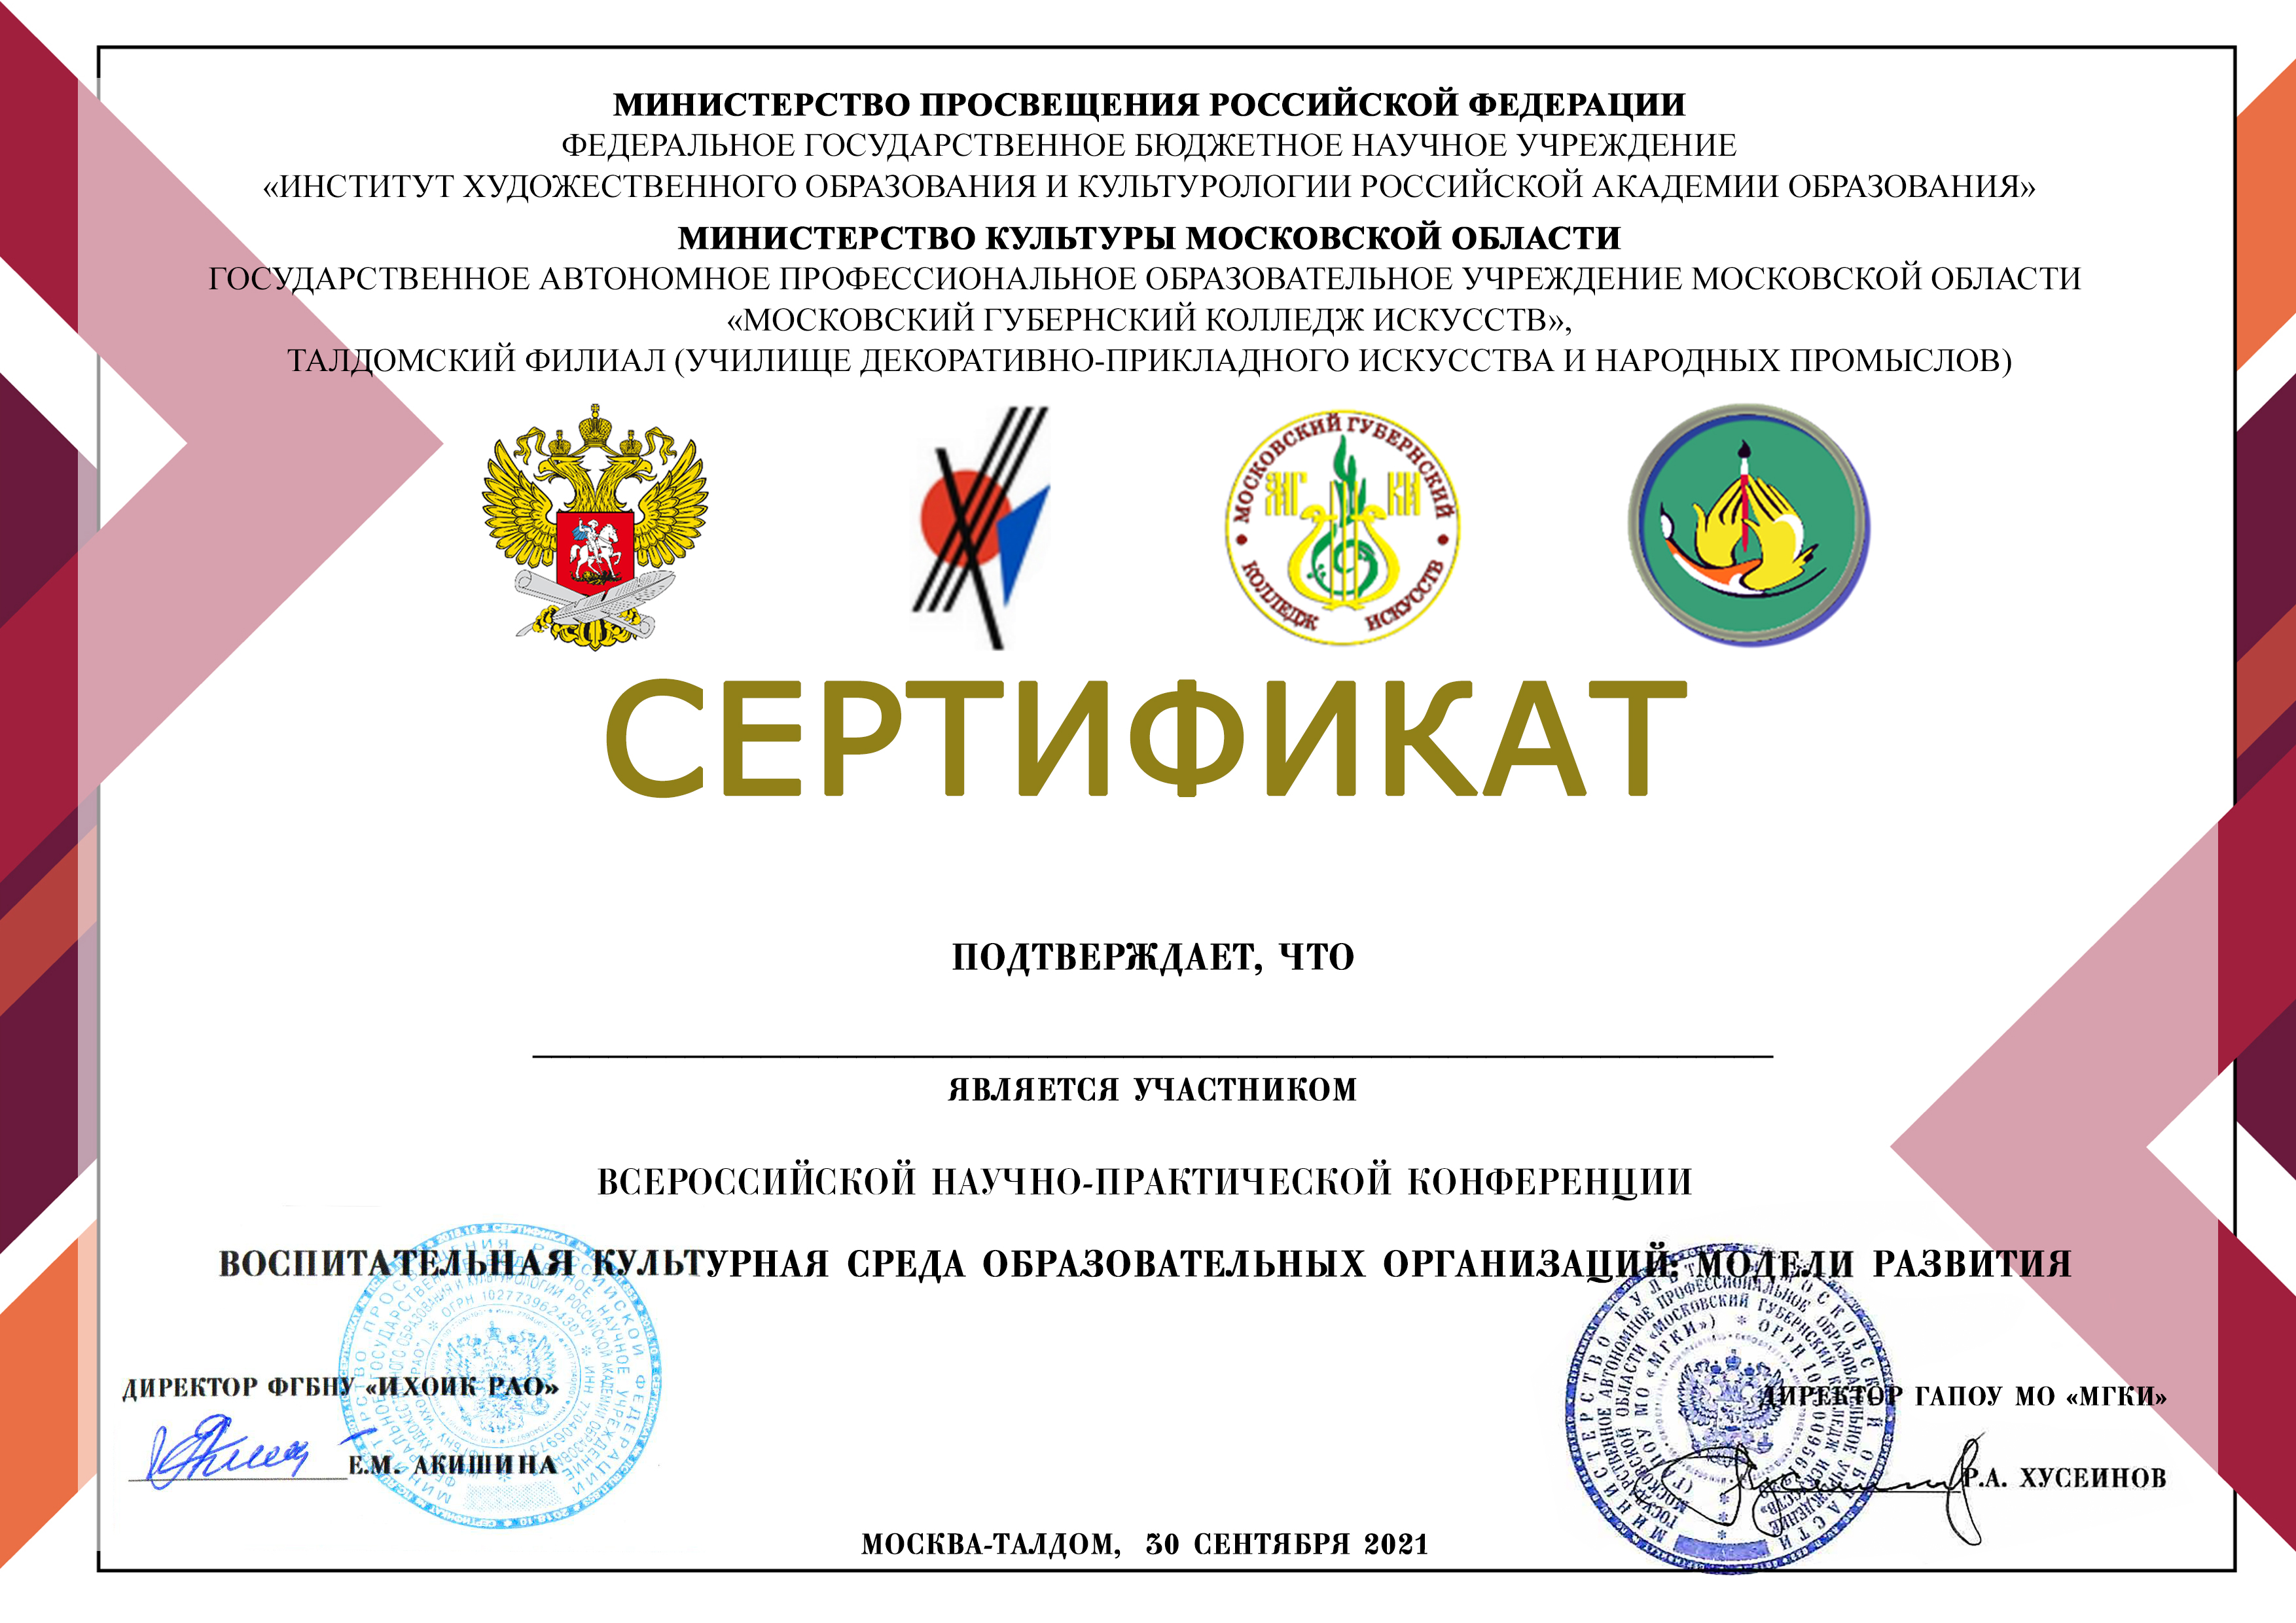 МИНИСТЕРСТВО ПРОСВЕЩЕНИЯ РОССИЙСКОЙ ФЕДЕРАЦИИ
ФЕДЕРАЛЬНОЕ ГОСУДАРСТВЕННОЕ БЮДЖЕТНОЕ НАУЧНОЕ УЧРЕЖДЕНИЕ
«ИНСТИТУТ ХУДОЖЕСТВЕННОГО ОБРАЗОВАНИЯ И КУЛЬТУРОЛОГИИ РОССИЙСКОЙ АКАДЕМИИ ОБРАЗОВАНИЯ»
МИНИСТЕРСТВО КУЛЬТУРЫ МОСКОВСКОЙ ОБЛАСТИ
ГОСУДАРСТВЕННОЕ АВТОНОМНОЕ ПРОФЕССИОНАЛЬНОЕ ОБРАЗОВАТЕЛЬНОЕ УЧРЕЖДЕНИЕ МОСКОВСКОЙ ОБЛАСТИ
«МОСКОВСКИЙ ГУБЕРНСКИЙ КОЛЛЕДЖ ИСКУССТВ»,
ТАЛДОМСКИЙ ФИЛИАЛ (УЧИЛИЩЕ ДЕКОРАТИВНО-ПРИКЛАДНОГО ИСКУССТВА И НАРОДНЫХ ПРОМЫСЛОВ)
МОСКОВСКИЙ ГУБЕРНСКИЙ
МГ КИ
КОЛЛЕДЖ ИСКУССТВ
СЕРТИФИКАТ
ПОДТВЕРЖДАЕТ, ЧТО
ЯВЛЯЕТСЯ УЧАСТНИКОМ
ВСЕРОССИЙСКОЙ НАУЧНО-ПРАКТИЧЕСКОЙ КОНФЕРЕНЦИИ
ВОСПИТАТЕЛЬНАЯ КУЛЬТУРНАЯ СРЕДА ОБРАЗОВАТЕЛЬНЫХ ОРГАНИЗАЦИЙ: МОДЕЛИ РАЗВИТИЯ
ДИРЕКТОР ФГБНУ «ИХОИК РАО»
Е.М. АКИШИНА
ДИРЕКТОР ГАПОУ МО «МГКИ»
Р.А. ХУСЕИНОВ
МОСКВА-ТАЛДОМ, 30 СЕНТЯБРЯ 2021